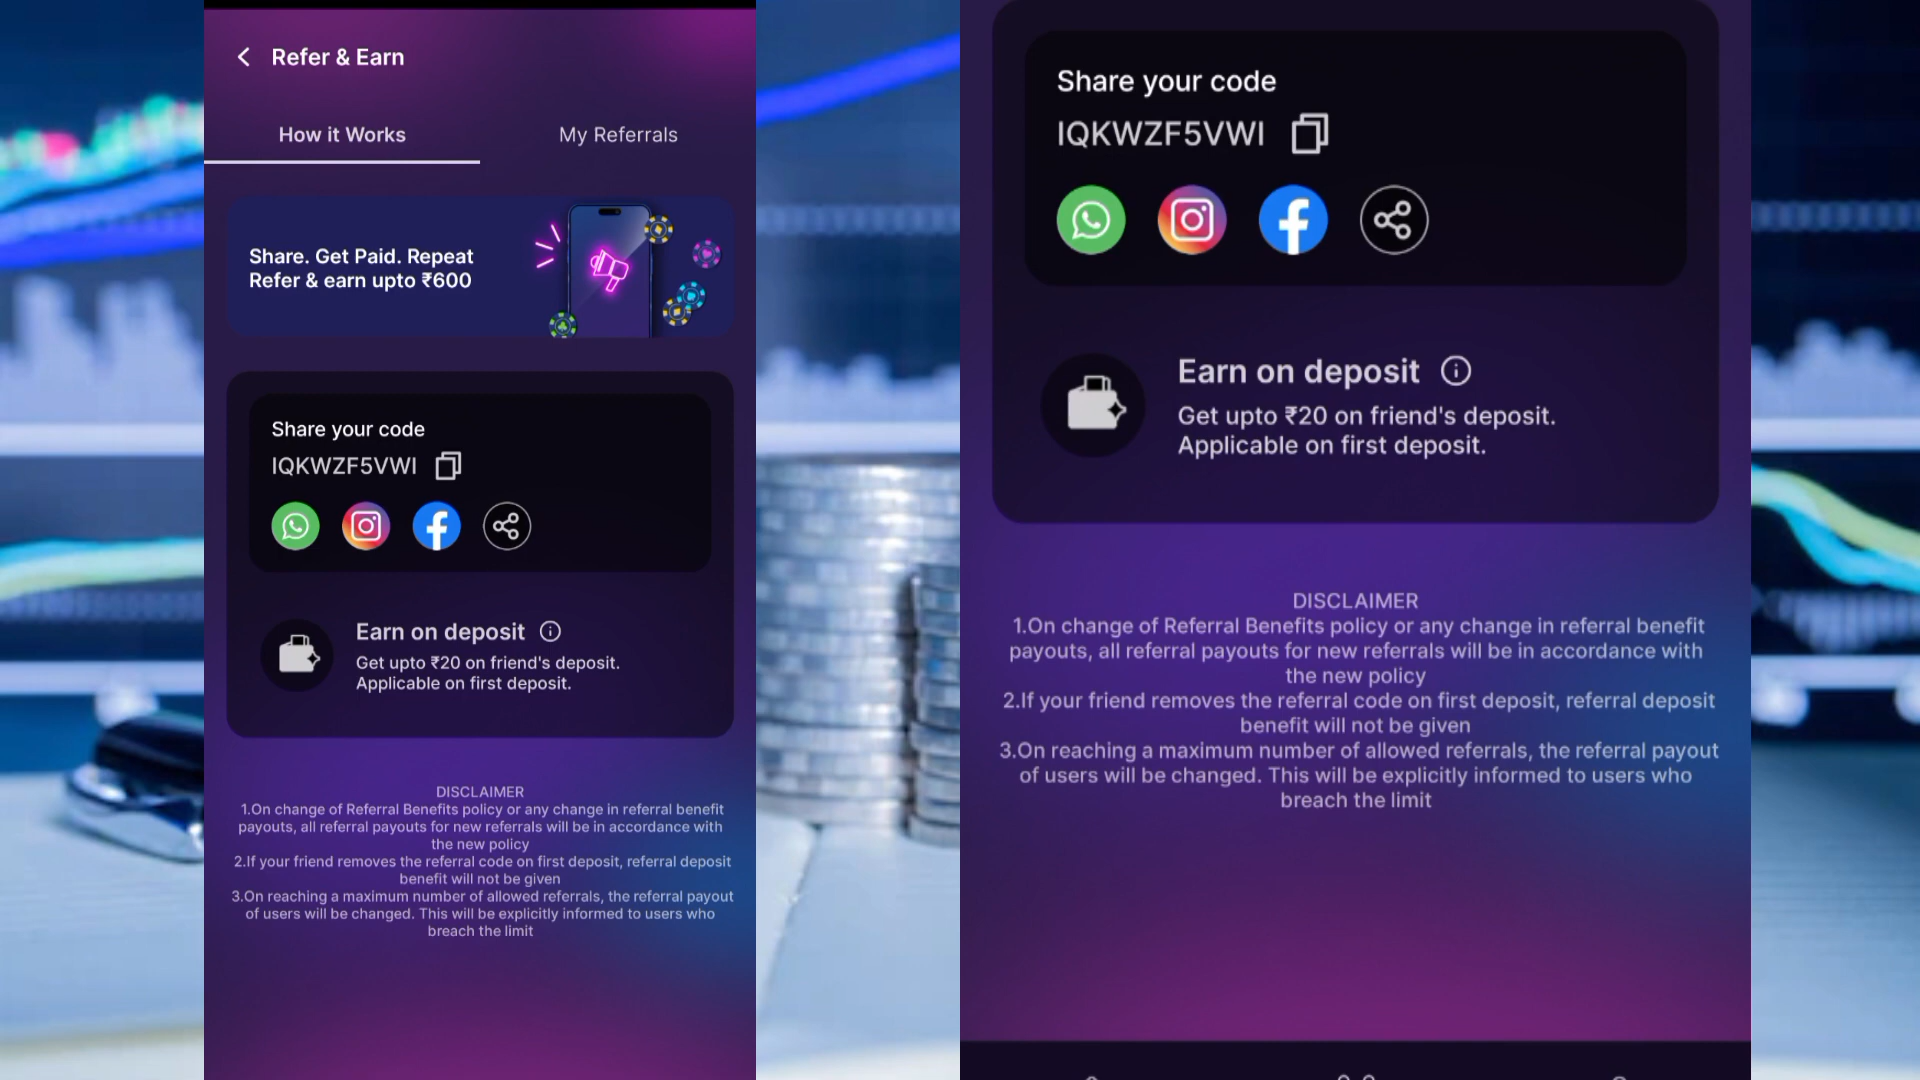 Refer & Earn
How it Works
My Referrals
Share. Get Paid. Repeat
Refer & earn upto ₹600
Share your code
IQKWZF5VWI
Earn on deposit
Get upto ₹20 on friend's deposit.
Applicable on first deposit.
DISCLAIMER
1.On change of Referral Benefits policy or any change in referral benefit
payouts, all referral payouts for new referrals will be in accordance with
the new policy
2.If your friend removes the referral code on first deposit, referral deposit
benefit will not be given
3.On reaching a maximum number of allowed referrals, the referral payout
of users will be changed. This will be explicitly informed to users who
breach the limit
Share your code
IQKWZF5VWI
Earn on deposit
Get upto ₹20 on friend's deposit.
Applicable on first deposit.
DISCLAIMER
1.On change of Referral Benefits policy or any change in referral benefit
payouts, all referral payouts for new referrals will be in accordance with
the new policy
2.If your friend removes the referral code on first deposit, referral deposit
benefit will not be given
3.On reaching a maximum number of allowed referrals, the referral payout
of users will be changed. This will be explicitly informed to users who
breach the limit